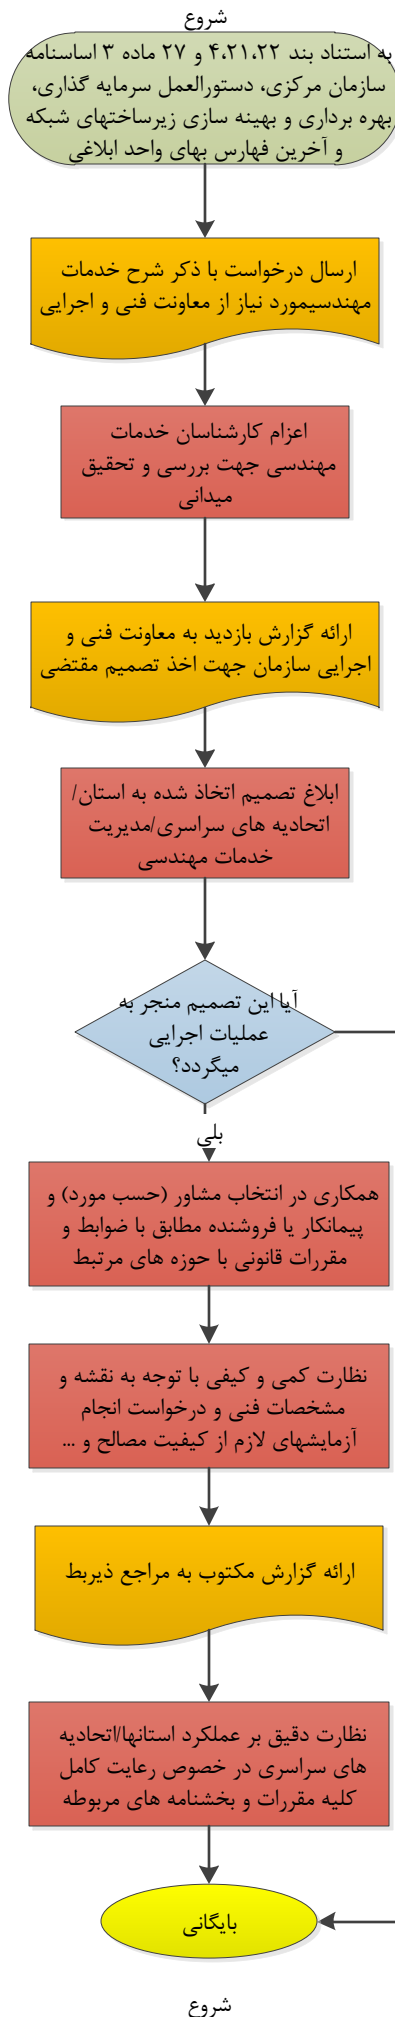 شروع
به استناد بند ۴،۲۱،۲۲ و ۲۷ ماده ۳ اساسنامه
سازمان مرکزی، دستورالعمل سرمایه گذاری،
بهره برداری و بهینه سازی زیرساختهای شبکه
و آخرین فهارس بهای واحد ابلاغی
ارسال درخواست با ذکر شرح خدمات
مهندسیمورد نیاز از معاونت فنی و اجرایی
اعزام کارشناسان خدمات
مهندسی جهت بررسی و تحقیق
میدانی
ارائه گزارش بازدید به معاونت فنی و
اجرایی سازمان جهت اخذ تصمیم مقتضی
ابلاغ تصمیم اتخاذ شده به استان/
اتحادیه های سراسری/مدیریت
خدمات مهندسی
آیا این تصمیم منجر به
عملیات اجرایی
میگردد؟
بلی
همکاری در انتخاب مشاور (حسب مورد) و
پیمانکار یا فروشنده مطابق با ضوابط و
مقررات قانونی با حوزه های مرتبط
نظارت کمی و کیفی با توجه به نقشه و
مشخصات فنی و درخواست انجام
آزمایشهای لازم از کیفیت مصالح و ...
ارائه گزارش مکتوب به مراجع ذیربط
نظارت دقیق بر عملکرد استانها/اتحادیه
های سراسری در خصوص رعایت کامل
کلیه مقررات و بخشنامه های مربوطه
بایگانی
شروع